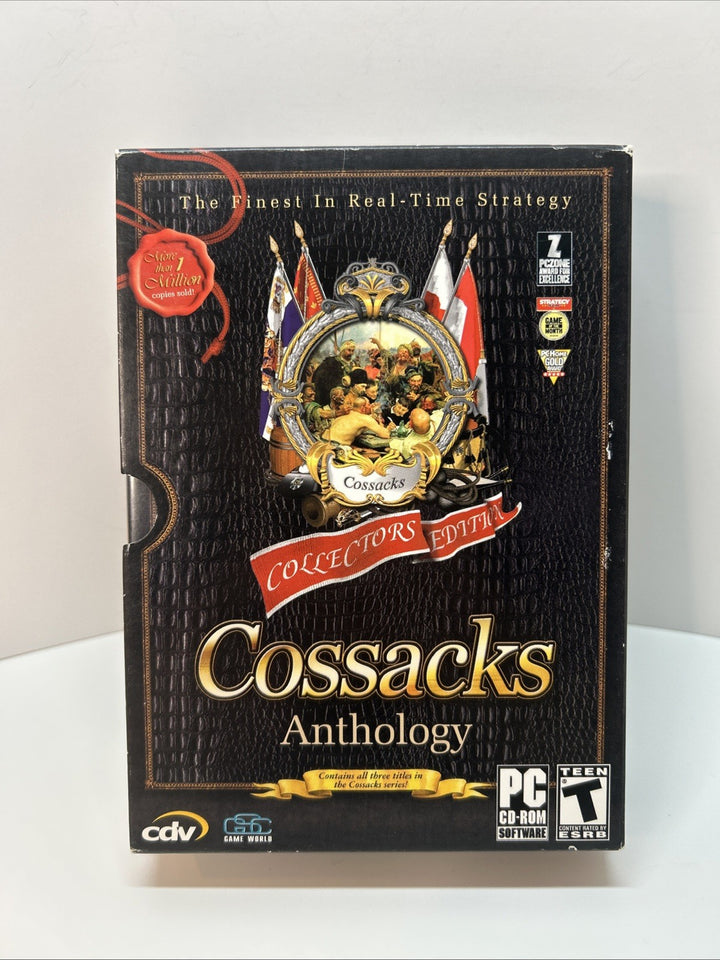 The Finest In Real-Time Strategy
More
than 1
Million
copies sold!
Z
PCZONE
AWARD FOR
EXCELLENCE
STRATEGY
GAME
OF THE
MONTH
PC HOME
GOLD
AWARD
Cossacks
COLLECTORS EDITION
Cossacks
Anthology
Contains all three titles in
the Cossacks series!
cdv
GSC
GAME WORLD
PC
CD-ROM
SOFTWARE
TEEN
T
CONTENT RATED BY
ESRB